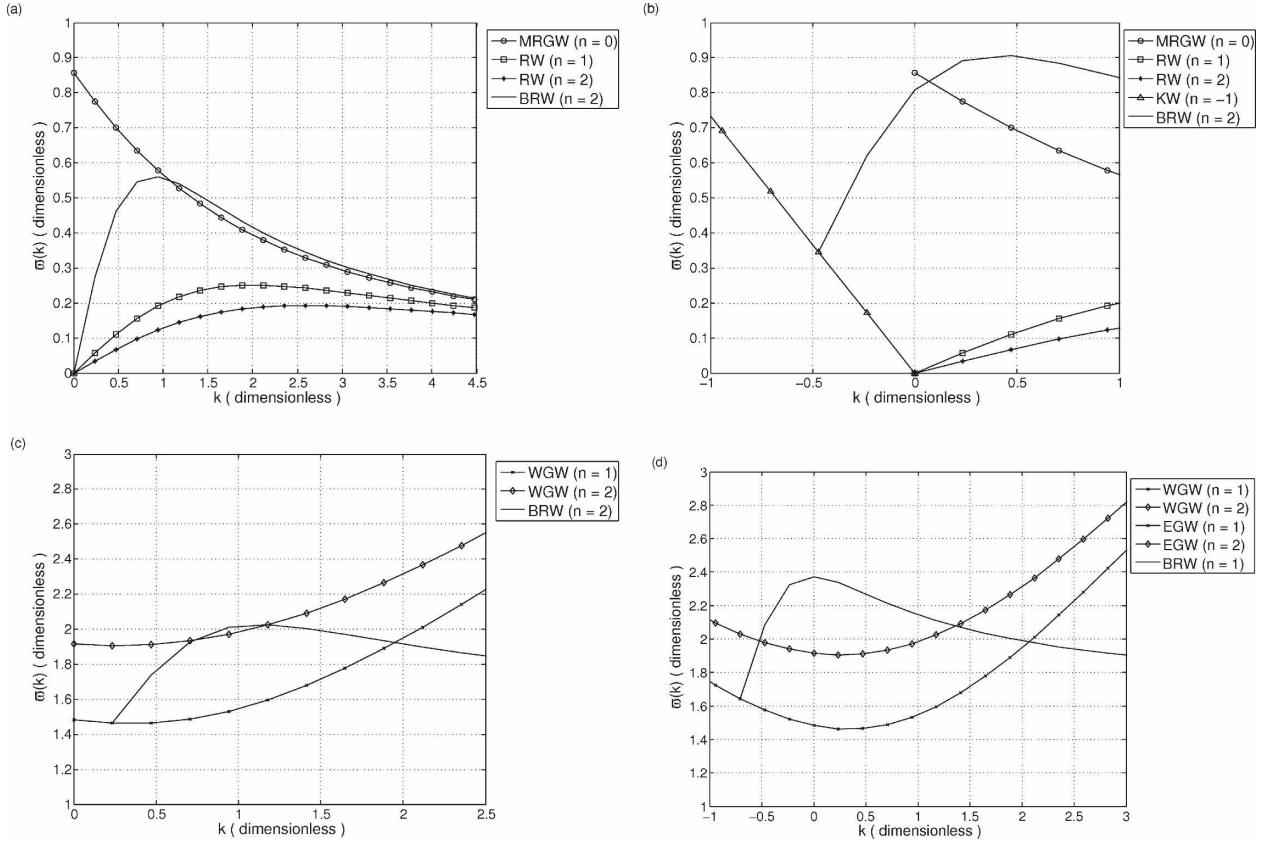 (a)
1
0.9
0.8
0.7
0.6
0.5
0.4
0.3
0.2
0.1
0
ϖ(k) ( dimensionless )
0 0.5 1 1.5 2 2.5 3 3.5 4 4.5
k ( dimensionless )
MRGW (n = 0)
RW (n = 1)
RW (n = 2)
BRW (n = 2)
(b)
1
0.9
0.8
0.7
0.6
0.5
0.4
0.3
0.2
0.1
0
ϖ(k) ( dimensionless )
−1 −0.5 0 0.5 1
k ( dimensionless )
MRGW (n = 0)
RW (n = 1)
RW (n = 2)
KW (n = −1)
BRW (n = 2)
(c)
3
2.8
2.6
2.4
2.2
2
1.8
1.6
1.4
1.2
1
ϖ(k) ( dimensionless )
0 0.5 1 1.5 2 2.5
k ( dimensionless )
WGW (n = 1)
WGW (n = 2)
BRW (n = 2)
(d)
3
2.8
2.6
2.4
2.2
2
1.8
1.6
1.4
1.2
1
ϖ(k) ( dimensionless )
−1 −0.5 0 0.5 1 1.5 2 2.5 3
k ( dimensionless )
WGW (n = 1)
WGW (n = 2)
EGW (n = 1)
EGW (n = 2)
BRW (n = 1)